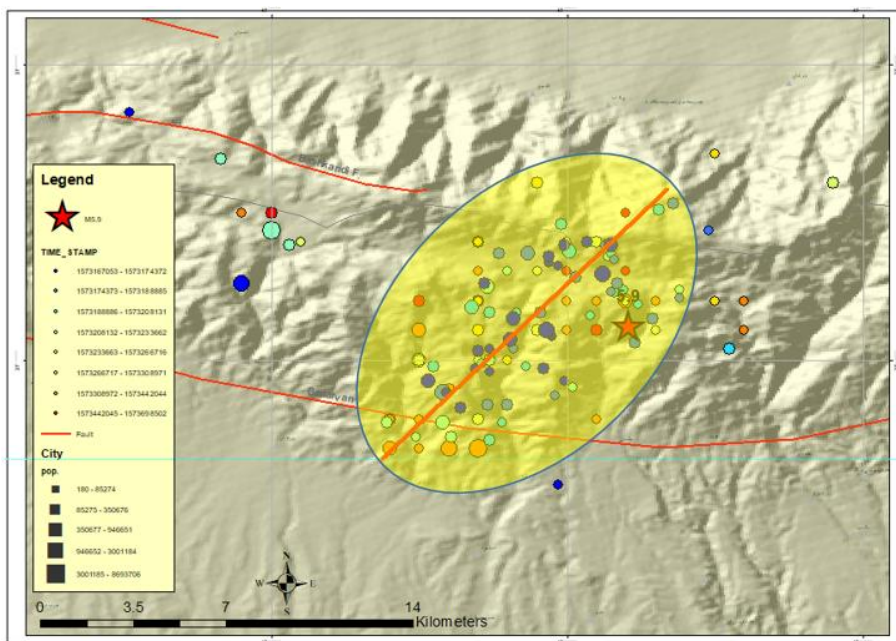 Legend
M5.9
TIME_STAMP
1573167053 - 1573174372
1573174373 - 1573188885
1573188886 - 1573208131
1573208132 - 1573233662
1573233663 - 1573266716
1573266717 - 1573308971
1573308972 - 1573442044
1573442045 - 1573698502
Fault
City
pop.
180 - 85274
85275 - 350676
350677 - 946651
946652 - 3001184
3001185 - 8693706
N
W
E
S
0
3.5
7
14
Kilometers